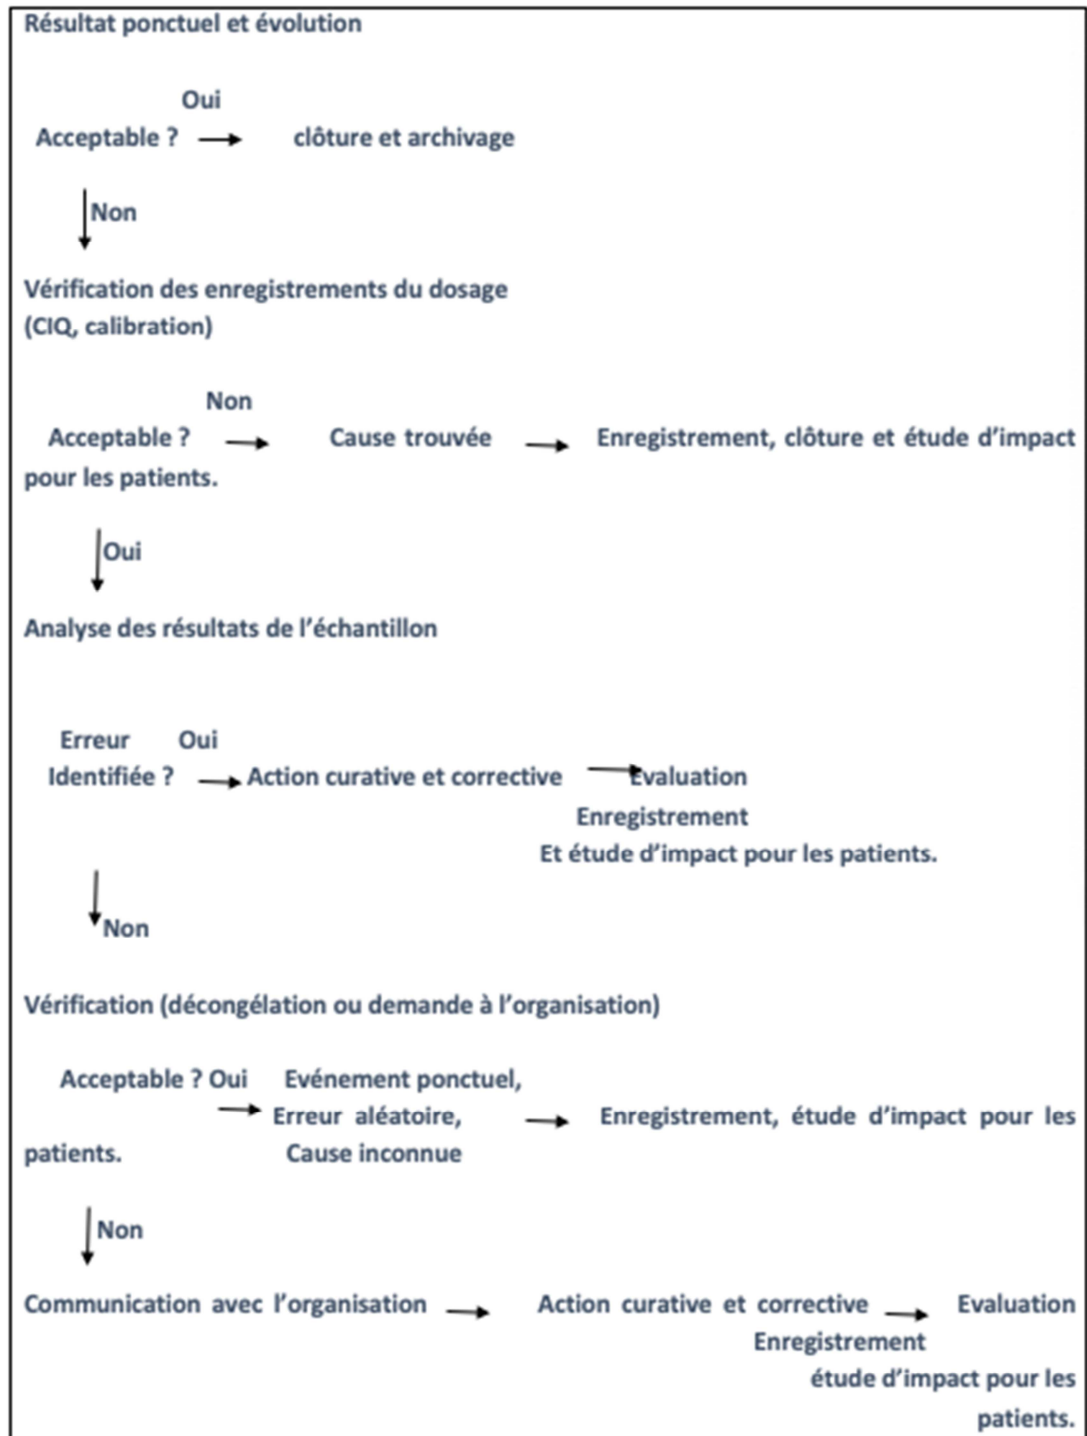 Résultat ponctuel et évolution
Oui
Acceptable ? clôture et archivage
Non
Vérification des enregistrements du dosage
(CIQ, calibration)
Non
Acceptable ? Cause trouvée Enregistrement, clôture et étude d'impact
pour les patients.
Oui
Analyse des résultats de l'échantillon
Erreur Oui
Identifiée ? Action curative et corrective Evaluation
Enregistrement
Et étude d'impact pour les patients.
Non
Vérification (décongélation ou demande à l'organisation)
Acceptable ? Oui Evénement ponctuel,
Erreur aléatoire, Enregistrement, étude d'impact pour les
patients. Cause inconnue
Non
Communication avec l'organisation Action curative et corrective Evaluation
Enregistrement
étude d'impact pour les
patients.